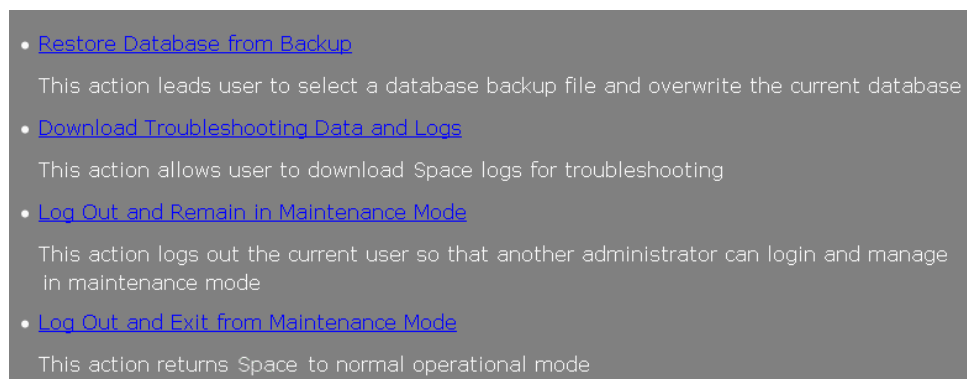 Restore Database from Backup
This action leads user to select a database backup file and overwrite the current database
Download Troubleshooting Data and Logs
This action allows user to download Space logs for troubleshooting
Log Out and Remain in Maintenance Mode
This action logs out the current user so that another administrator can login and manage
in maintenance mode
Log Out and Exit from Maintenance Mode
This action returns Space to normal operational mode